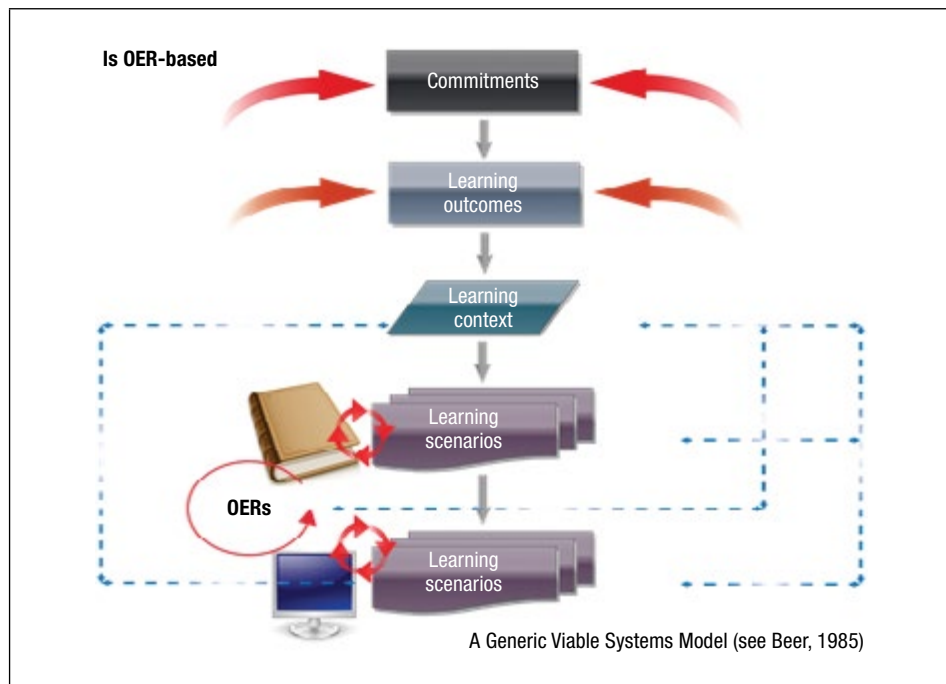 Is OER-based
Commitments
Learning
outcomes
Learning
context
Learning
scenarios
OERs
Learning
scenarios
A Generic Viable Systems Model (see Beer, 1985)